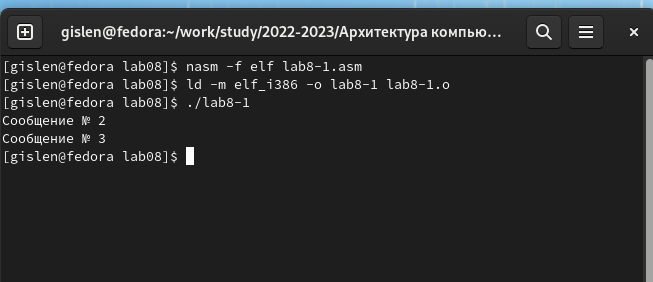 gislen@fedora:~/work/study/2022-2023/Архитектура компью...
[gislen@fedora lab08]$ nasm -f elf lab8-1.asm
[gislen@fedora lab08]$ ld -m elf_i386 -o lab8-1 lab8-1.o
[gislen@fedora lab08]$ ./lab8-1
Сообщение № 2
Сообщение № 3
[gislen@fedora lab08]$